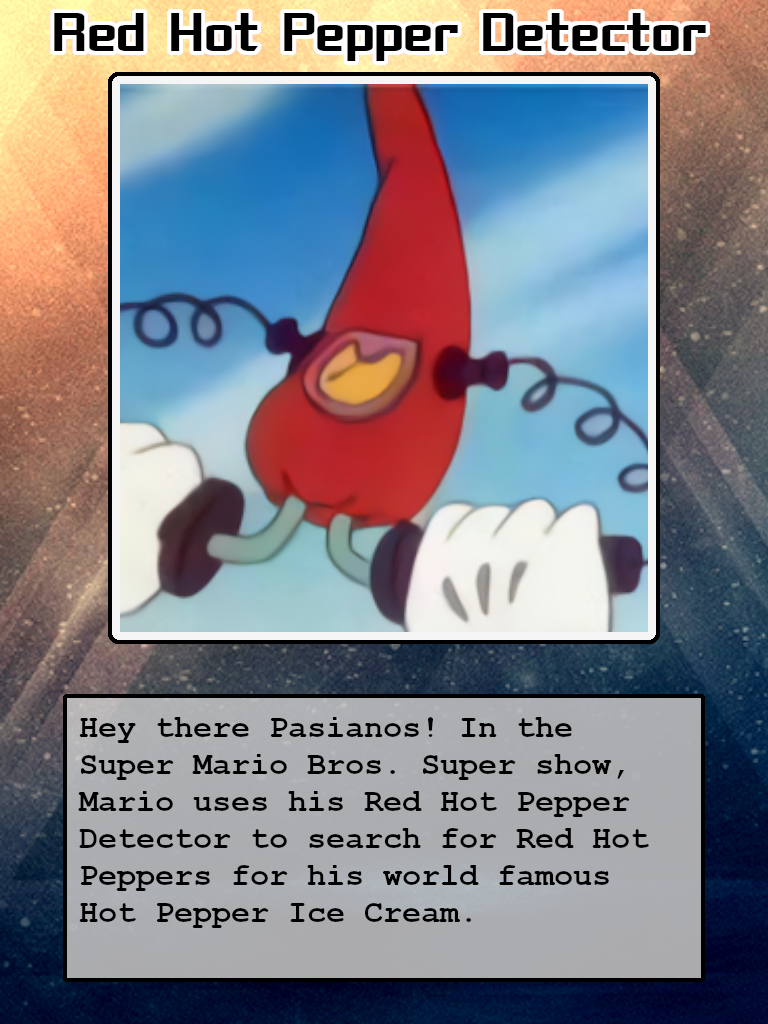 Red Hot Pepper Detector
Hey there Pasianos! In the
Super Mario Bros. Super show,
Mario uses his Red Hot Pepper
Detector to search for Red Hot
Peppers for his world famous
Hot Pepper Ice Cream.